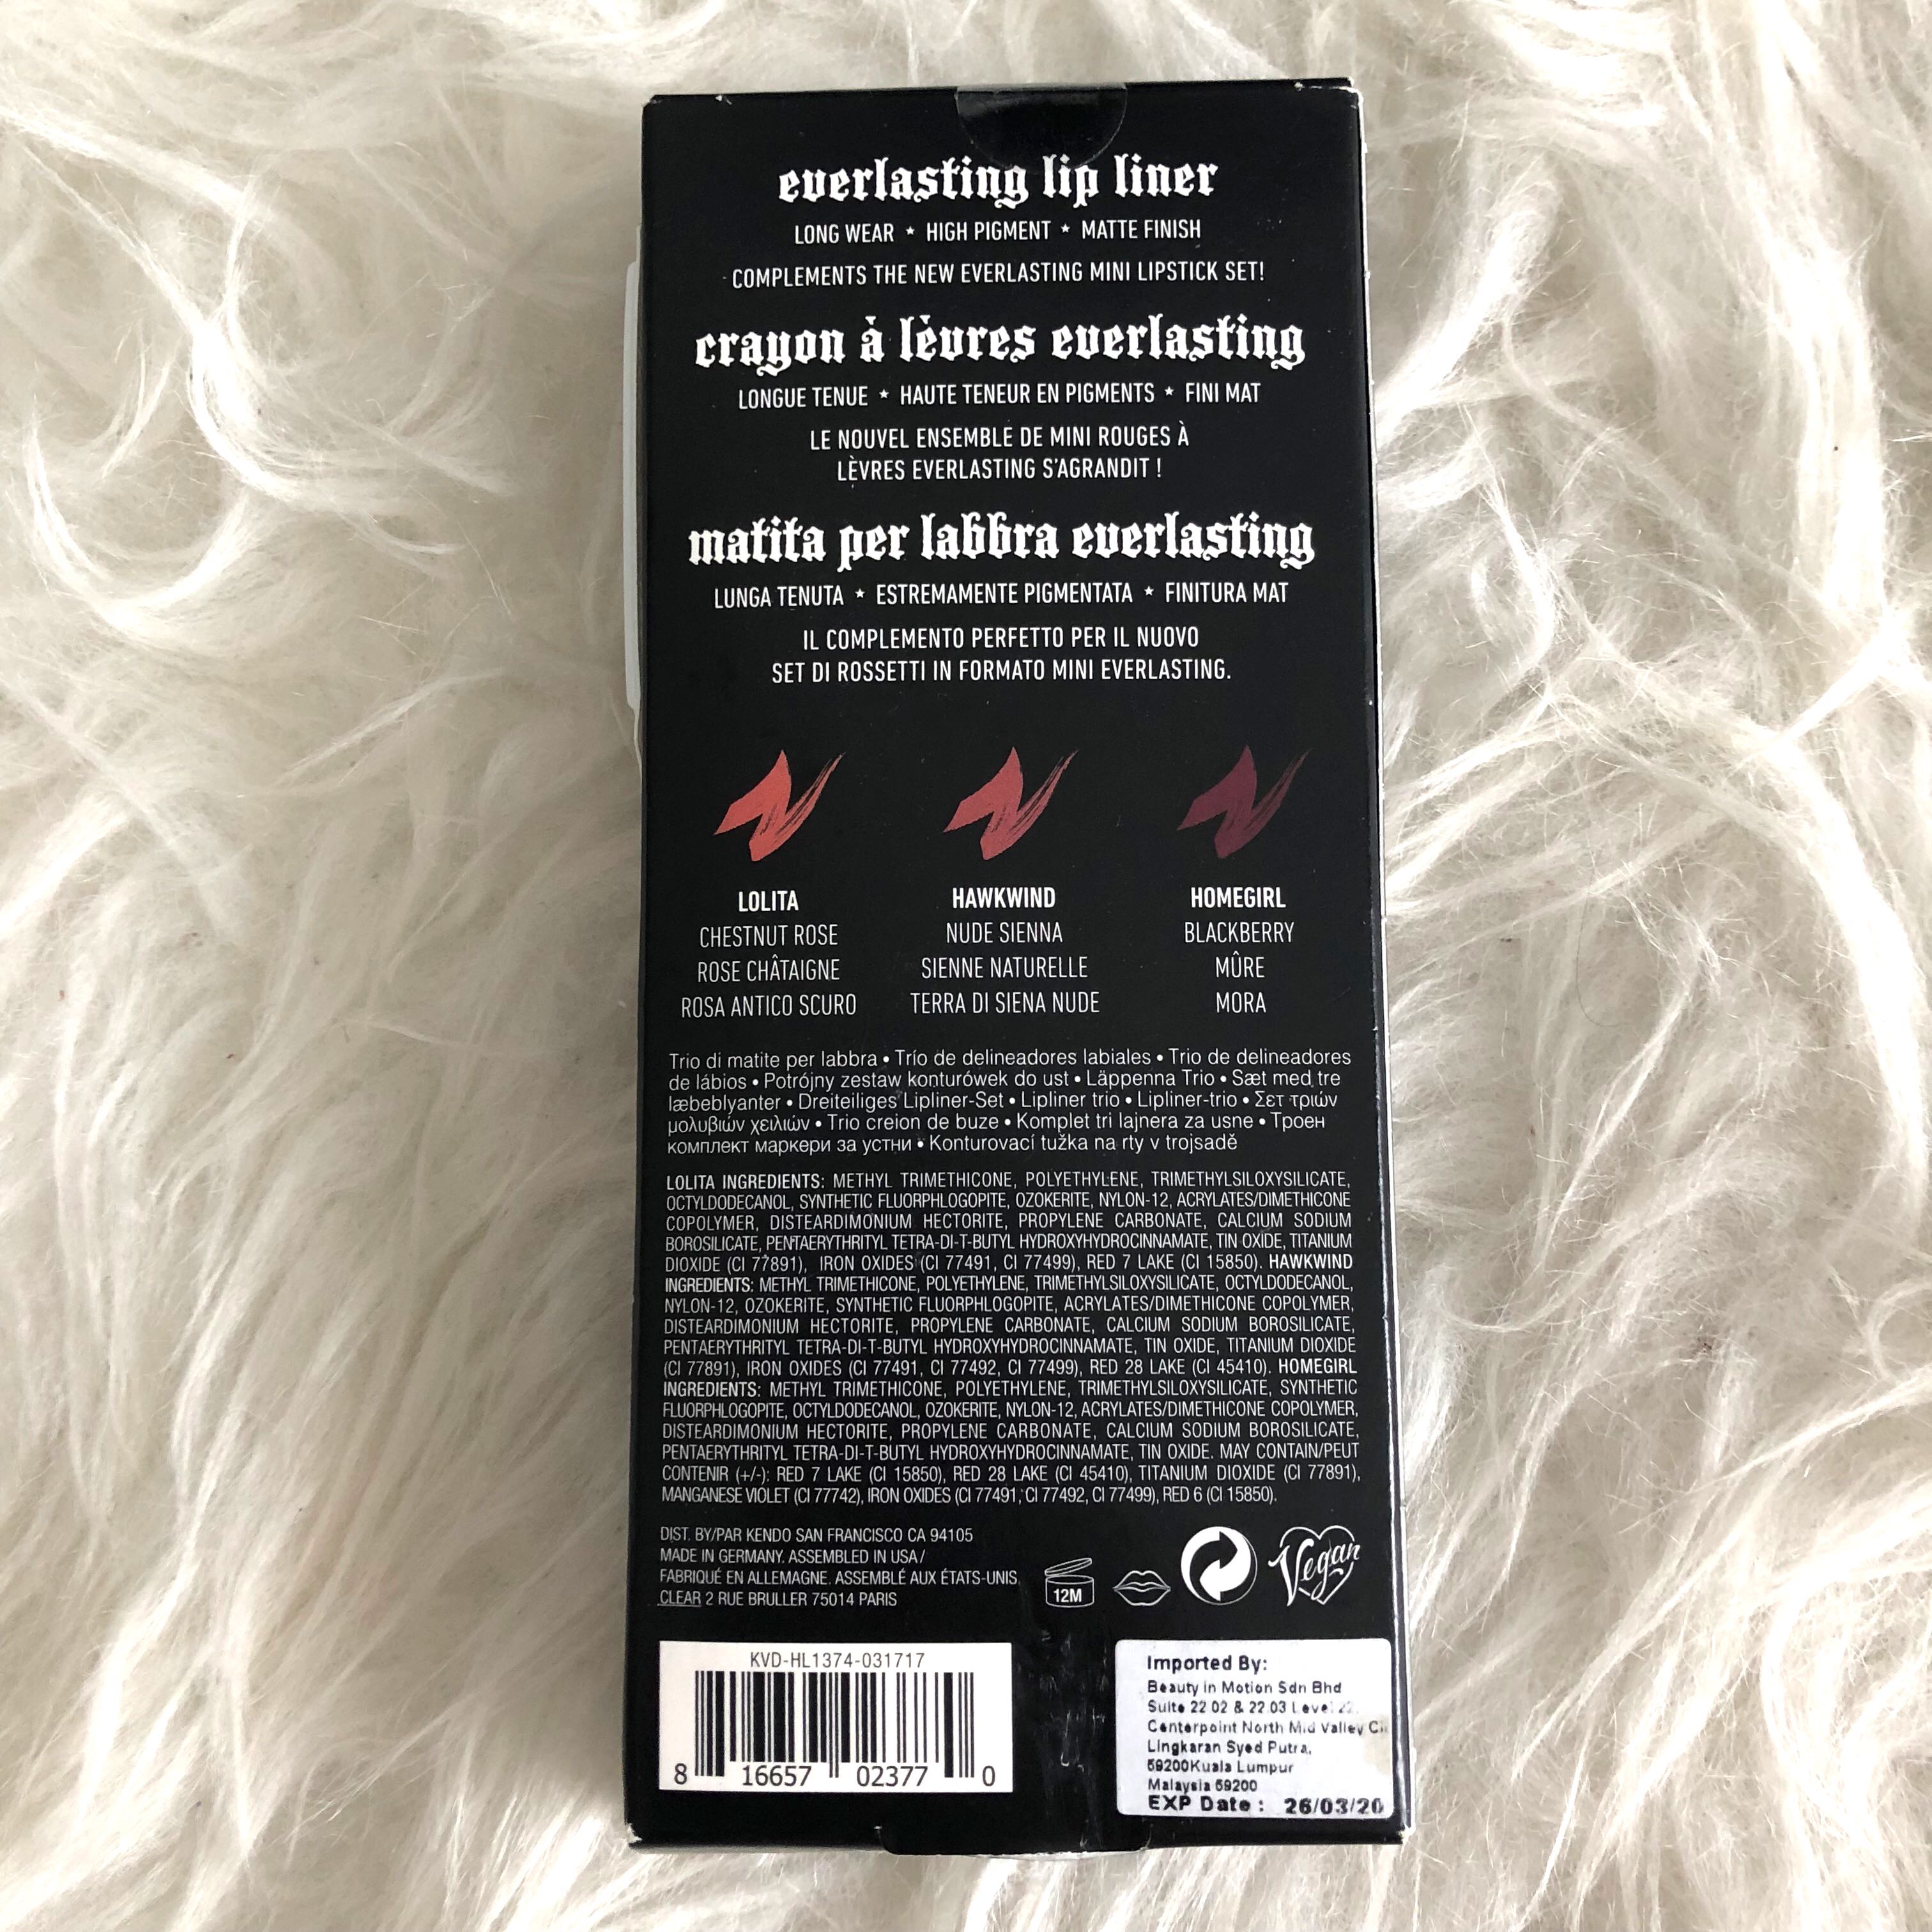 everlasting lip liner
LONG WEAR ★ HIGH PIGMENT ★ MATTE FINISH
COMPLEMENTS THE NEW EVERLASTING MINI LIPSTICK SET!
crayon à lèvres everlasting
LONGUE TENUE ★ HAUTE TENEUR EN PIGMENTS ★ FINI MAT
LE NOUVEL ENSEMBLE DE MINI ROUGES À
LÈVRES EVERLASTING S'AGRANDIT !
matita per labbra everlasting
LUNGA TENUTA ★ ESTREMAMENTE PIGMENTATA ★ FINITURA MAT
IL COMPLEMENTO PERFETTO PER IL NUOVO
SET DI ROSSETTI IN FORMATO MINI EVERLASTING.
LOLITA
CHESTNUT ROSE
ROSE CHÂTAIGNE
ROSA ANTICO SCURO
HAWKWIND
NUDE SIENNA
SIENNE NATURELLE
TERRA DI SIENA NUDE
HOMEGIRL
BLACKBERRY
MÛRE
MORA
Trio di matite per labbra • Trío de delineadores labiales • Trio de delineadores
de lábios • Potrójny zestaw konturówek do ust • Läppenna Trio • Sæt med tre
læbeblyanter • Dreiteiliges Lipliner-Set • Lipliner trio • Lipliner-trio • Σετ τριών
μολυβιών χειλιών • Trio creion de buze • Komplet tri lajnera za usne • Троен
комплект маркери за устни • Konturovací tužka na rty v trojsadě
LOLITA INGREDIENTS: METHYL TRIMETHICONE, POLYETHYLENE, TRIMETHYLSILOXYSILICATE,
OCTYLDODECANOL, SYNTHETIC FLUORPHLOGOPITE, OZOKERITE, NYLON-12, ACRYLATES/DIMETHICONE
COPOLYMER, DISTEARDIMONIUM HECTORITE, PROPYLENE CARBONATE, CALCIUM SODIUM
BOROSILICATE, PENTAERYTHRITYL TETRA-DI-T-BUTYL HYDROXYHYDROCINNAMATE, TIN OXIDE, TITANIUM
DIOXIDE (CI 77891), IRON OXIDES (CI 77491, CI 77499), RED 7 LAKE (CI 15850). HAWKWIND
INGREDIENTS: METHYL TRIMETHICONE, POLYETHYLENE, TRIMETHYLSILOXYSILICATE, OCTYLDODECANOL,
NYLON-12, OZOKERITE, SYNTHETIC FLUORPHLOGOPITE, ACRYLATES/DIMETHICONE COPOLYMER,
DISTEARDIMONIUM HECTORITE, PROPYLENE CARBONATE, CALCIUM SODIUM BOROSILICATE,
PENTAERYTHRITYL TETRA-DI-T-BUTYL HYDROXYHYDROCINNAMATE, TIN OXIDE, TITANIUM DIOXIDE
(CI 77891), IRON OXIDES (CI 77491, CI 77492, CI 77499), RED 28 LAKE (CI 45410). HOMEGIRL
INGREDIENTS: METHYL TRIMETHICONE, POLYETHYLENE, TRIMETHYLSILOXYSILICATE, SYNTHETIC
FLUORPHLOGOPITE, OCTYLDODECANOL, OZOKERITE, NYLON-12, ACRYLATES/DIMETHICONE COPOLYMER,
DISTEARDIMONIUM HECTORITE, PROPYLENE CARBONATE, CALCIUM SODIUM BOROSILICATE,
PENTAERYTHRITYL TETRA-DI-T-BUTYL HYDROXYHYDROCINNAMATE, TIN OXIDE. MAY CONTAIN/PEUT
CONTENIR (+/-): RED 7 LAKE (CI 15850), RED 28 LAKE (CI 45410), TITANIUM DIOXIDE (CI 77891),
MANGANESE VIOLET (CI 77742), IRON OXIDES (CI 77491, CI 77492, CI 77499), RED 6 (CI 15850).
DIST. BY/PAR KENDO SAN FRANCISCO CA 94105
MADE IN GERMANY. ASSEMBLED IN USA/
FABRIQUÉ EN ALLEMAGNE. ASSEMBLÉ AUX ÉTATS-UNIS.
CLEAR 2 RUE BRULLER 75014 PARIS
12M
Vegan
KVD-HL1374-031717
8 16657 02377 0
Imported By:
Beauty in Motion Sdn Bhd
Suite 22 02 & 22 03 Level 22,
Centerpoint North Mid Valley
Lingkaran Syed Putra,
59200Kuala Lumpur
Malaysia 59200
EXP Date : 26/03/20